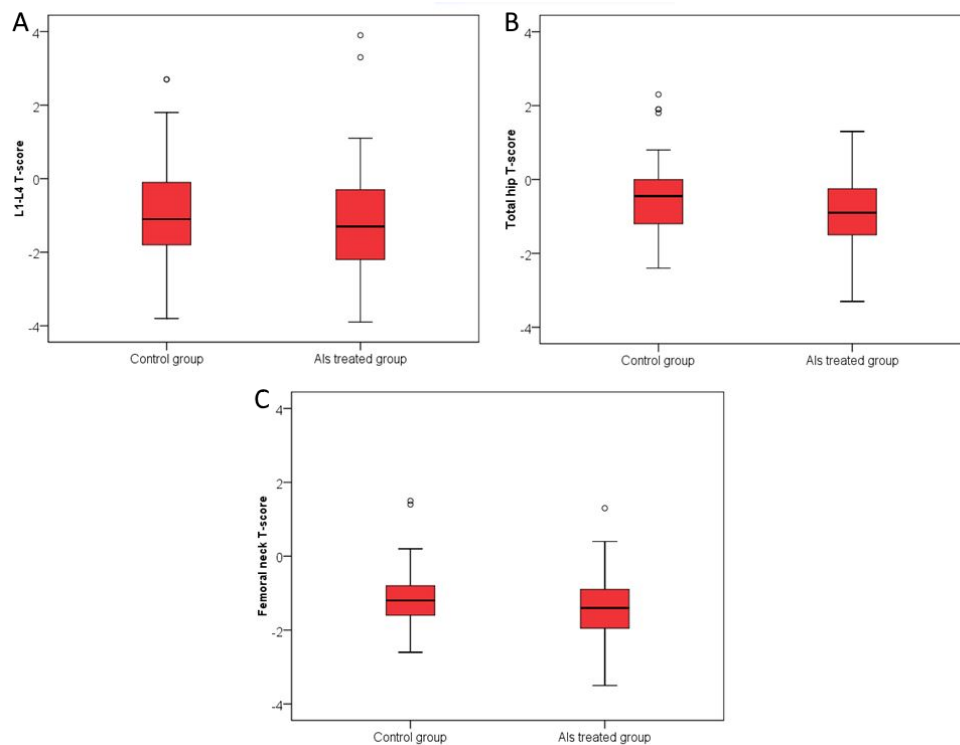 A
4
2
0
-2
-4
L1-L4 T-score
Control group
AIs treated group
B
4
2
0
-2
-4
Total hip T-score
Control group
AIs treated group
C
4
2
0
-2
-4
Femoral neck T-score
Control group
AIs treated group